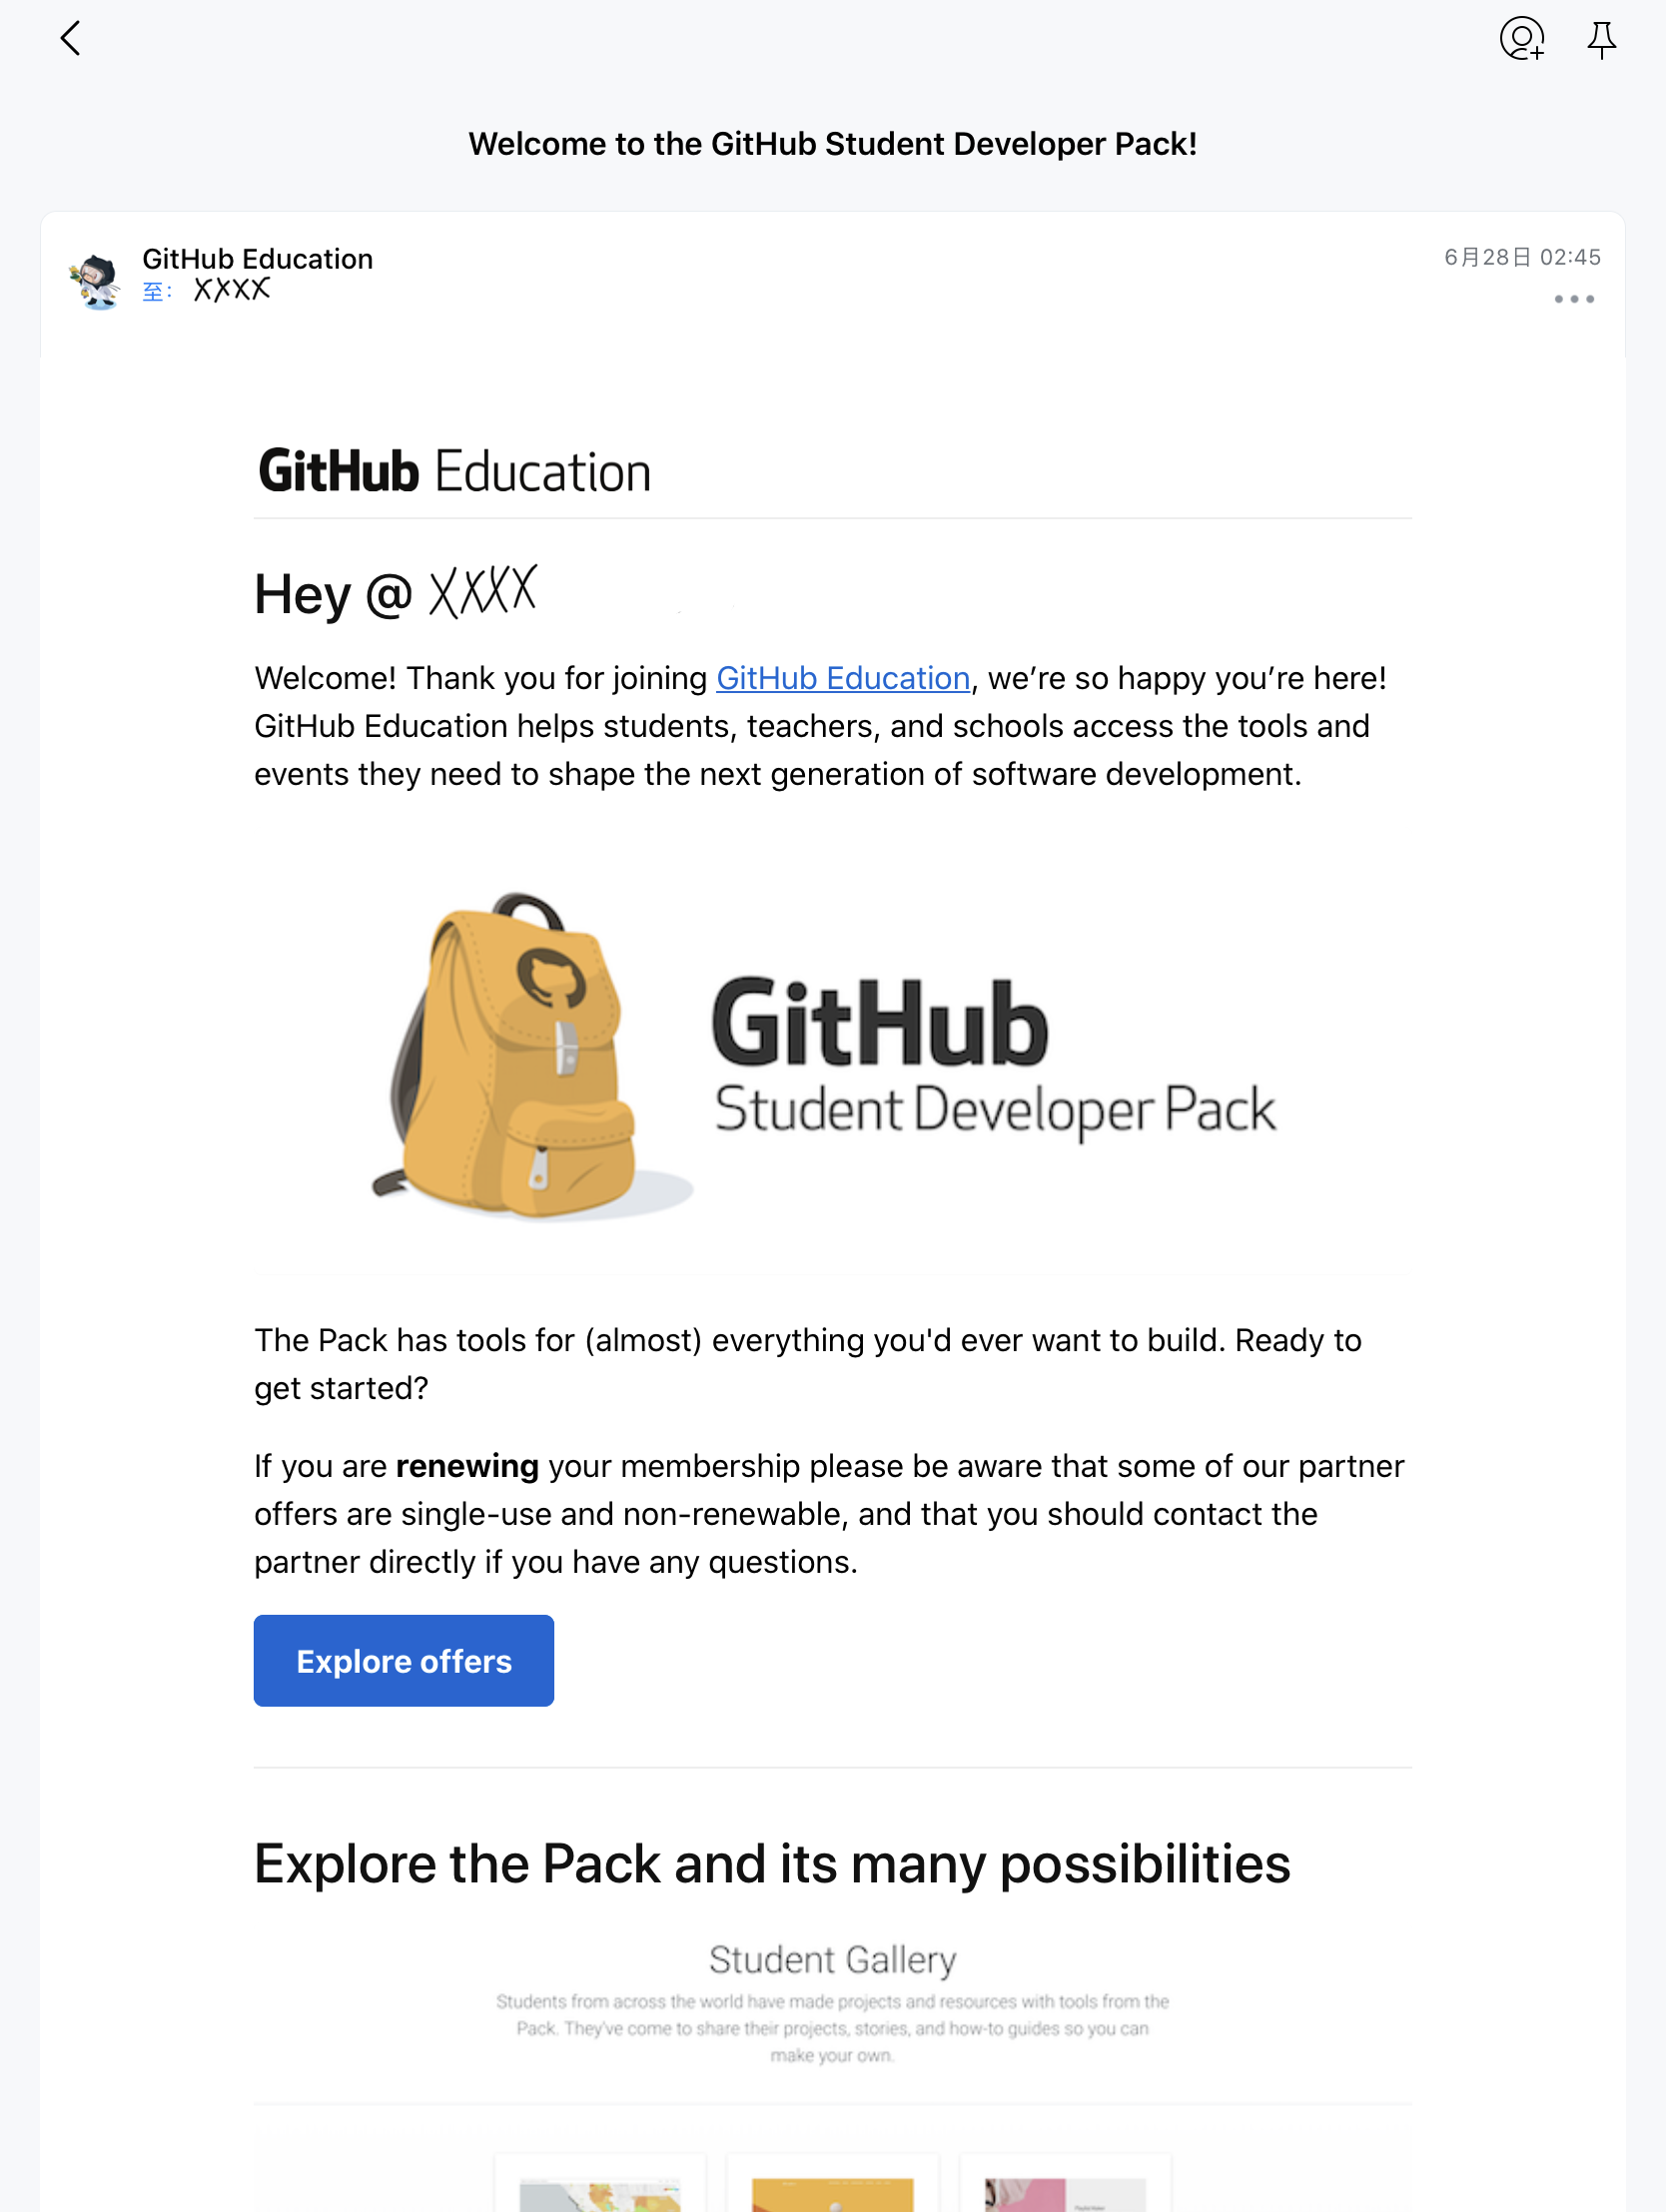 Welcome to the GitHub Student Developer Pack!
GitHub Education
6月28日 02:45
至: XXXX
GitHub Education
Hey @ XXXX
Welcome! Thank you for joining GitHub Education, we’re so happy you’re here!
GitHub Education helps students, teachers, and schools access the tools and
events they need to shape the next generation of software development.
GitHub
Student Developer Pack
The Pack has tools for (almost) everything you'd ever want to build. Ready to
get started?
If you are renewing your membership please be aware that some of our partner
offers are single-use and non-renewable, and that you should contact the
partner directly if you have any questions.
Explore offers
Explore the Pack and its many possibilities
Student Gallery
Students from across the world have made projects and resources with tools from the
Pack. They've come to share their projects, stories, and how-to guides so you can
make your own.